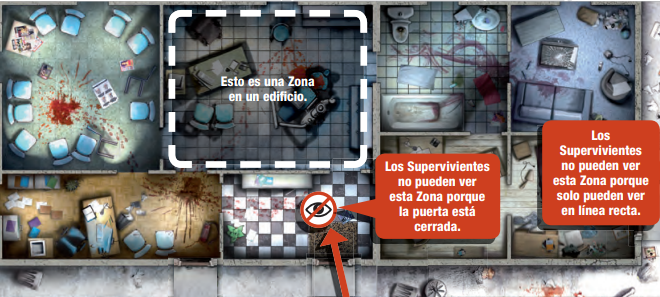 Esto es una Zona
en un edificio.
Los Supervivientes
no pueden ver
esta Zona porque
la puerta está
cerrada.
Los
Supervivientes
no pueden ver
esta Zona porque
solo pueden ver
en línea recta.